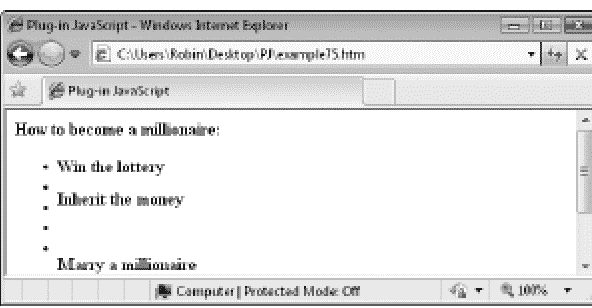 Plug-in JavaScript - Windows Internet Explorer
C:\Users\Robin\Desktop\PJ\example75.htm
Plug-in JavaScript
How to become a millionaire:
• Win the lottery
•
• Inherit the money
•
•
Marry a millionaire
Computer | Protected Mode: Off
100%